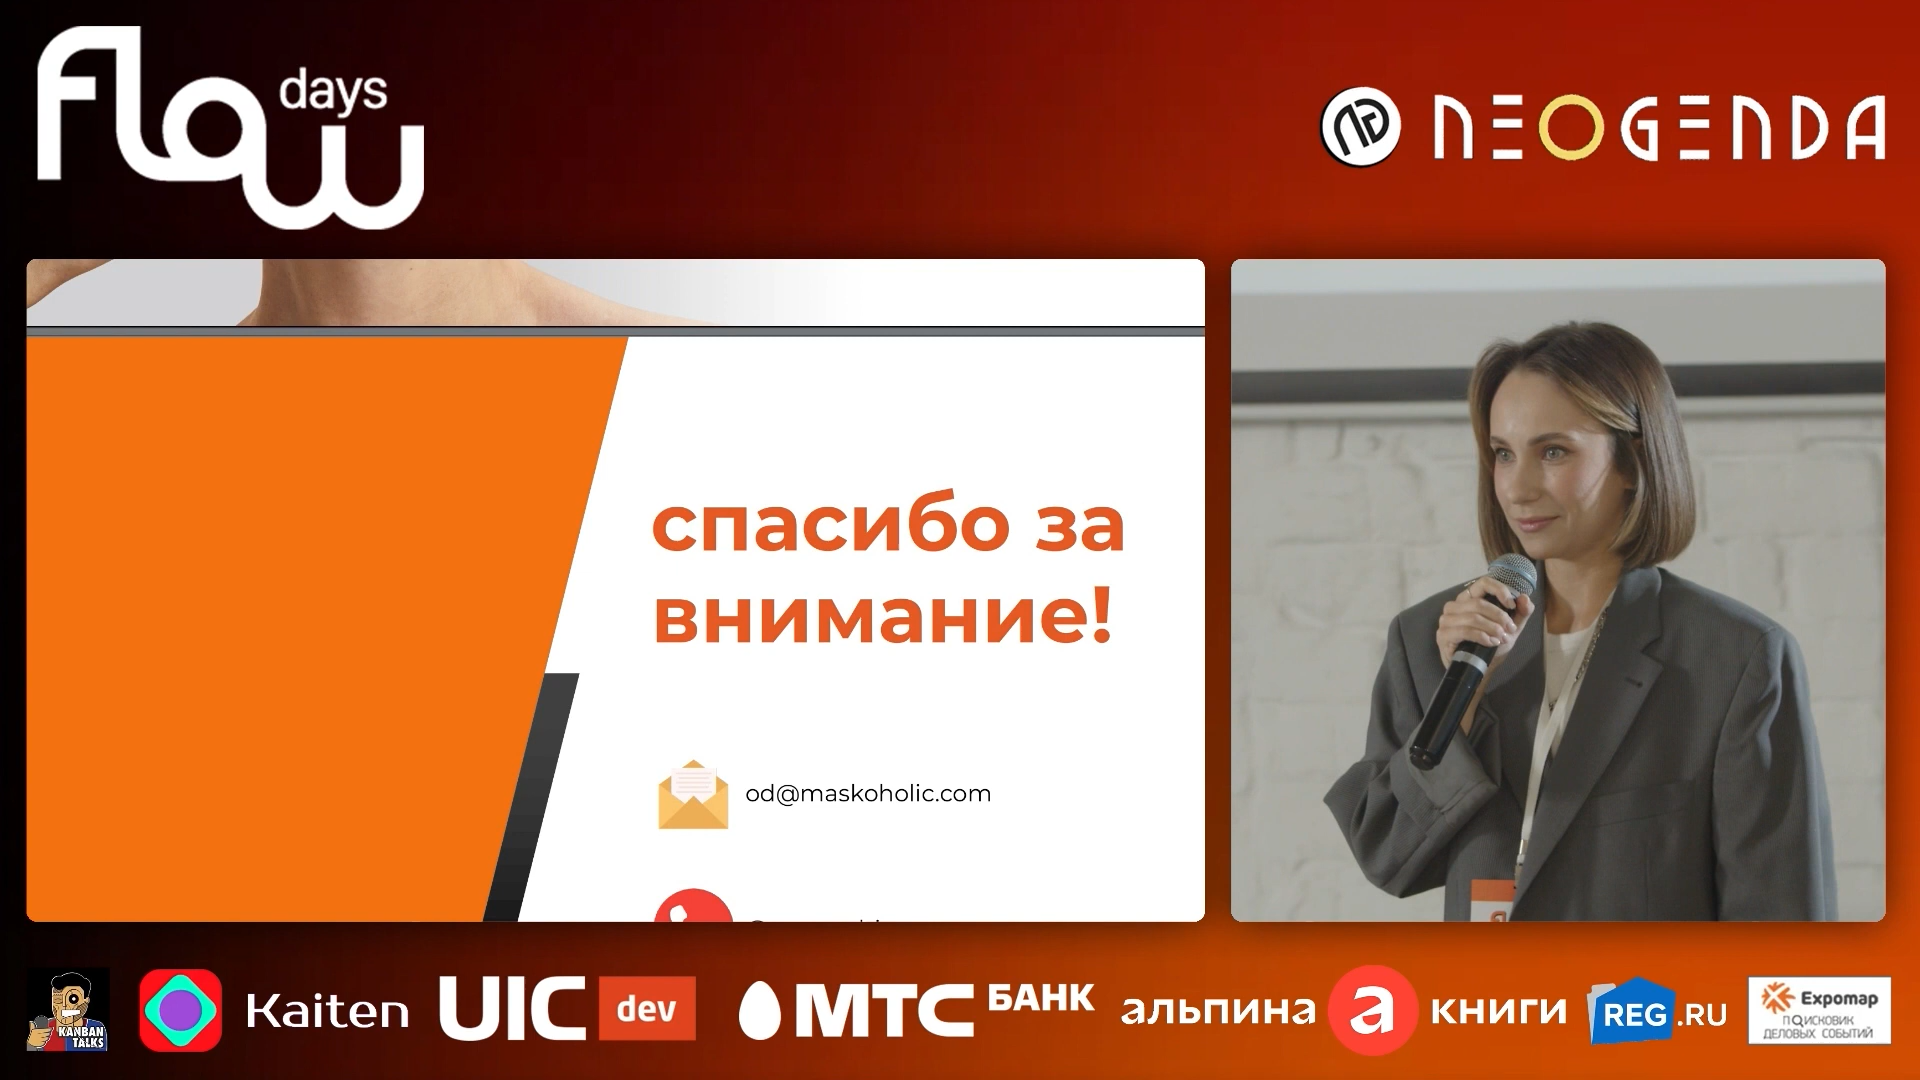 flow
days
NEOGENDA
спасибо за
внимание!
od@maskoholic.com
KANBAN
TALKS
Kaiten
UIC dev
МТС БАНК
альпина а книги
REG.RU
Expomap
ПОИСКОВИК
ДЕЛОВЫХ СОБЫТИЙ